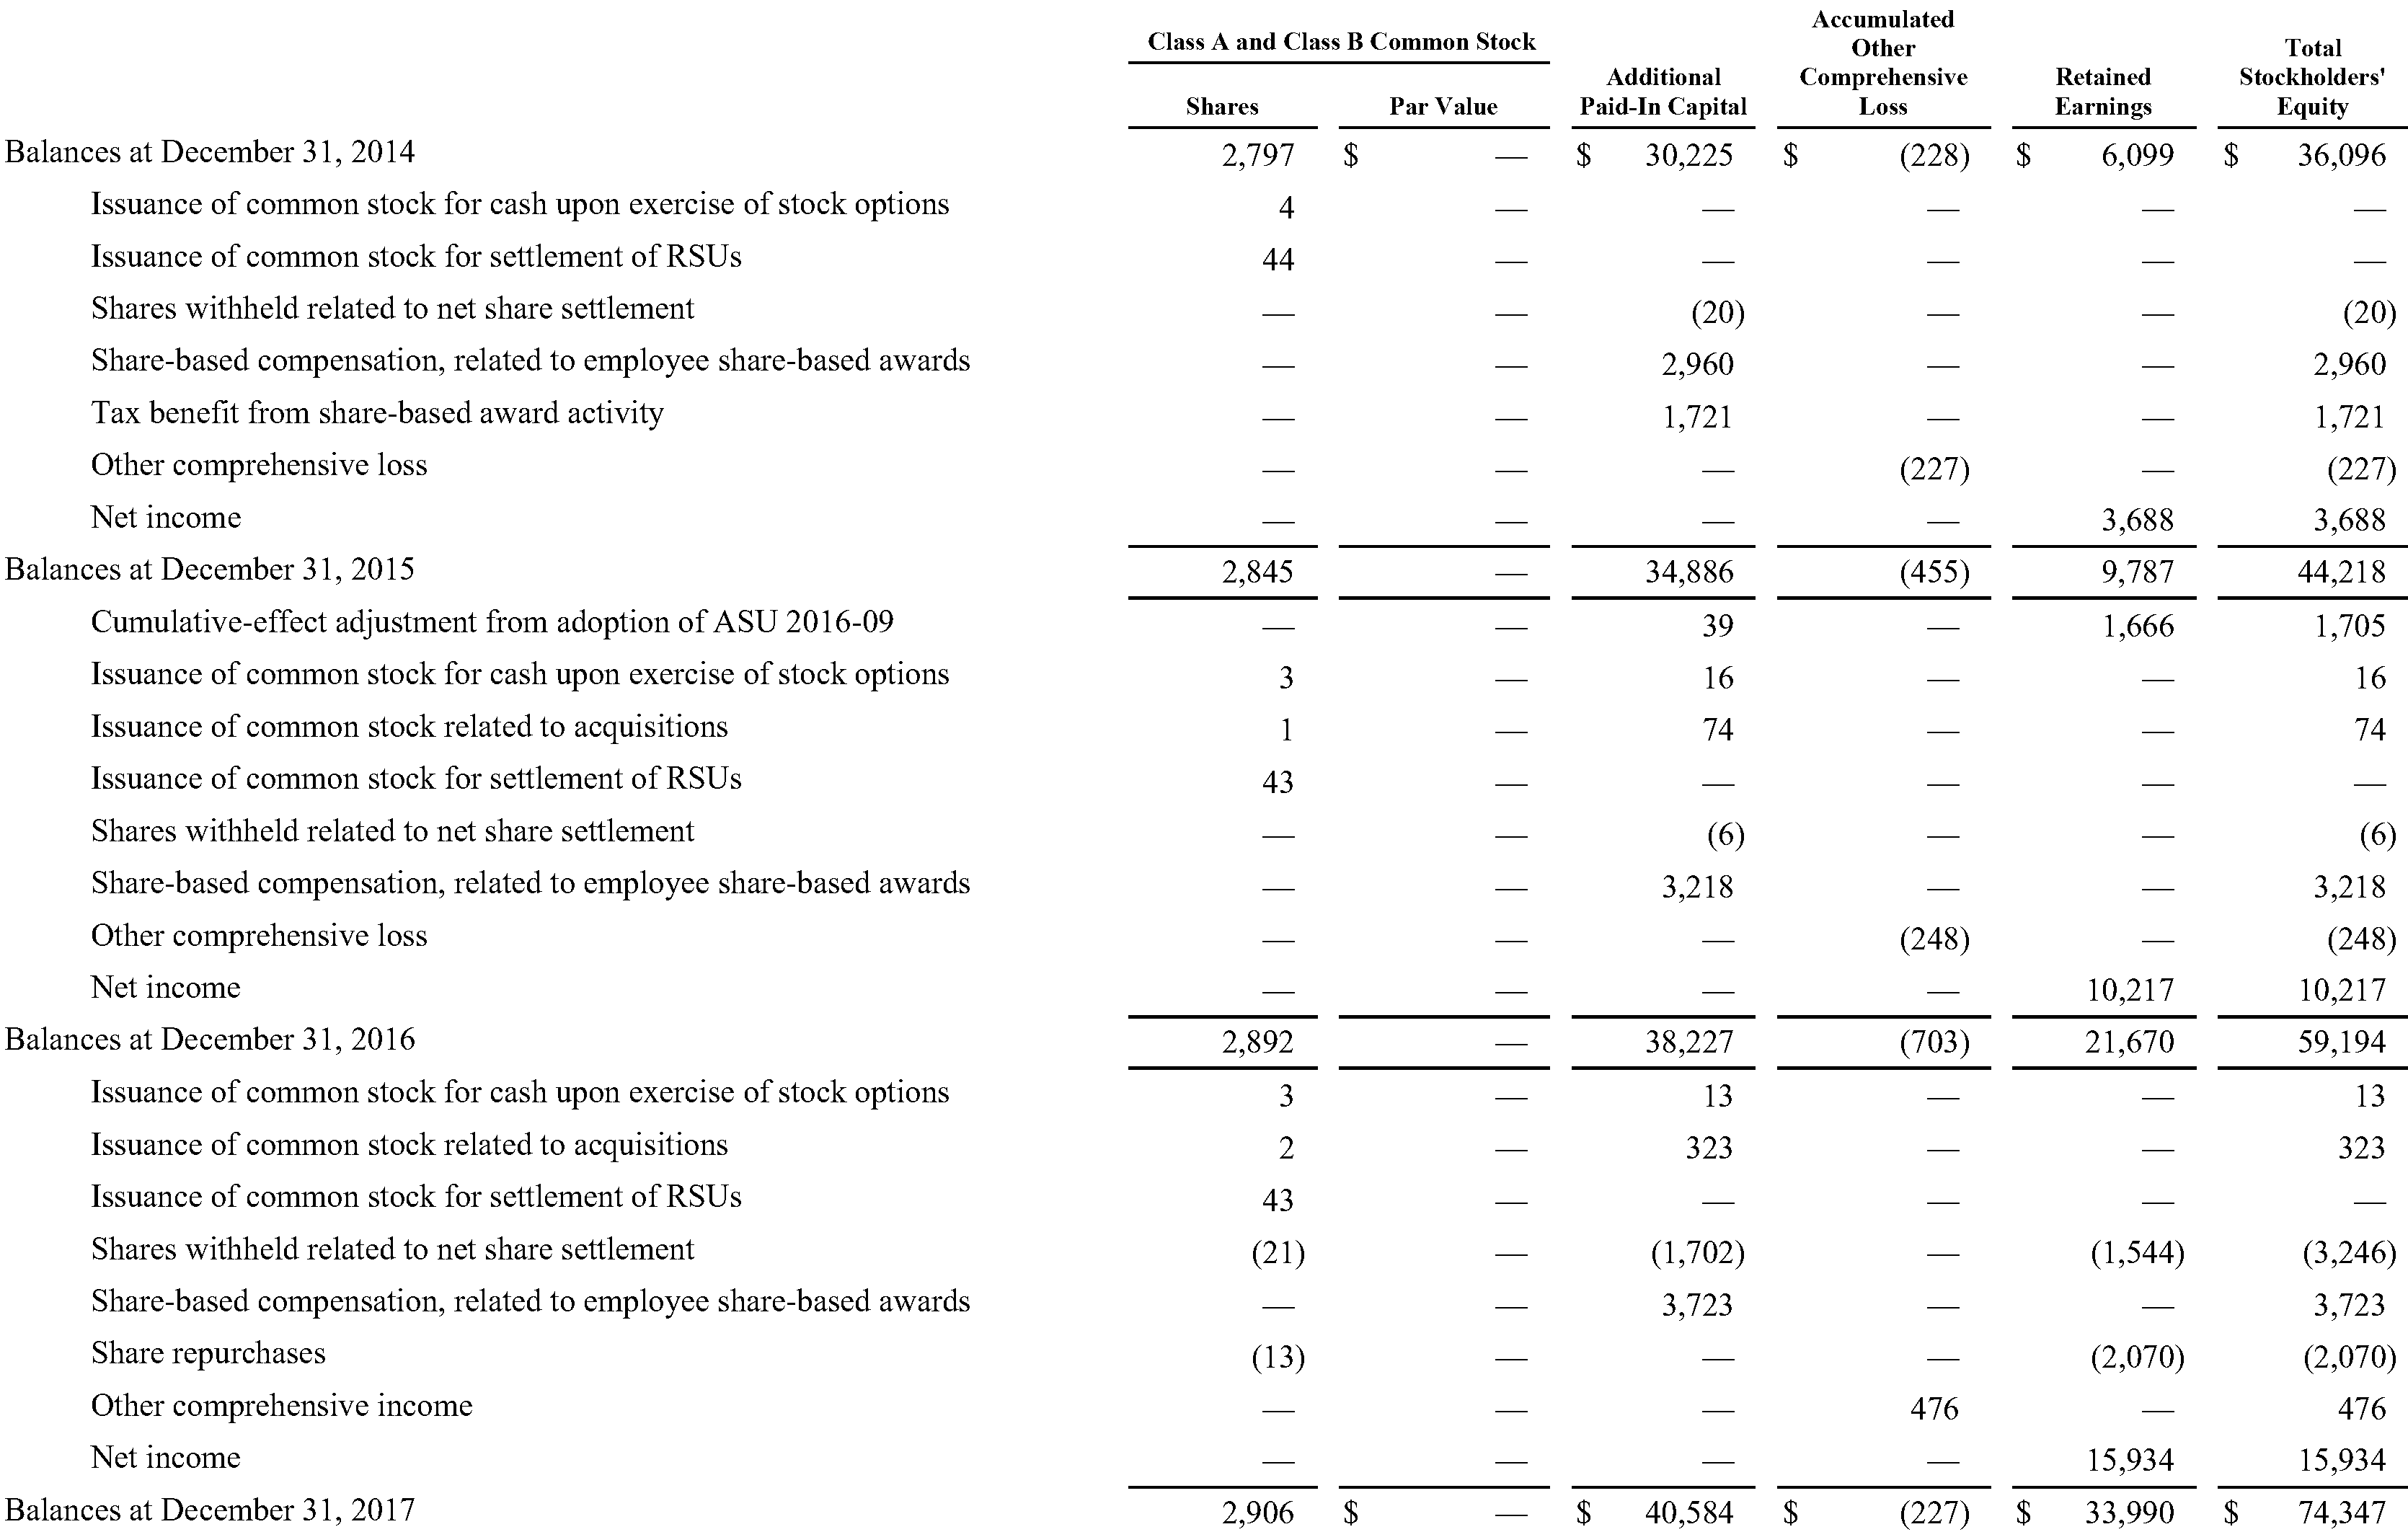 Class A and Class B Common Stock Additional Paid-In Capital Accumulated Other Comprehensive Loss Retained Earnings Total Stockholders' Equity
Shares Par Value
Balances at December 31, 2014 2,797 $ — $ 30,225 $ (228) $ 6,099 $ 36,096
Issuance of common stock for cash upon exercise of stock options 4 — — — — —
Issuance of common stock for settlement of RSUs 44 — — — — —
Shares withheld related to net share settlement — — (20) — — (20)
Share-based compensation, related to employee share-based awards — — 2,960 — — 2,960
Tax benefit from share-based award activity — — 1,721 — — 1,721
Other comprehensive loss — — — (227) — (227)
Net income — — — — 3,688 3,688
Balances at December 31, 2015 2,845 — 34,886 (455) 9,787 44,218
Cumulative-effect adjustment from adoption of ASU 2016-09 — — 39 — 1,666 1,705
Issuance of common stock for cash upon exercise of stock options 3 — 16 — — 16
Issuance of common stock related to acquisitions 1 — 74 — — 74
Issuance of common stock for settlement of RSUs 43 — — — — —
Shares withheld related to net share settlement — — (6) — — (6)
Share-based compensation, related to employee share-based awards — — 3,218 — — 3,218
Other comprehensive loss — — — (248) — (248)
Net income — — — — 10,217 10,217
Balances at December 31, 2016 2,892 — 38,227 (703) 21,670 59,194
Issuance of common stock for cash upon exercise of stock options 3 — 13 — — 13
Issuance of common stock related to acquisitions 2 — 323 — — 323
Issuance of common stock for settlement of RSUs 43 — — — — —
Shares withheld related to net share settlement (21) — (1,702) — (1,544) (3,246)
Share-based compensation, related to employee share-based awards — — 3,723 — — 3,723
Share repurchases (13) — — — (2,070) (2,070)
Other comprehensive income — — — 476 — 476
Net income — — — — 15,934 15,934
Balances at December 31, 2017 2,906 $ — $ 40,584 $ (227) $ 33,990 $ 74,347